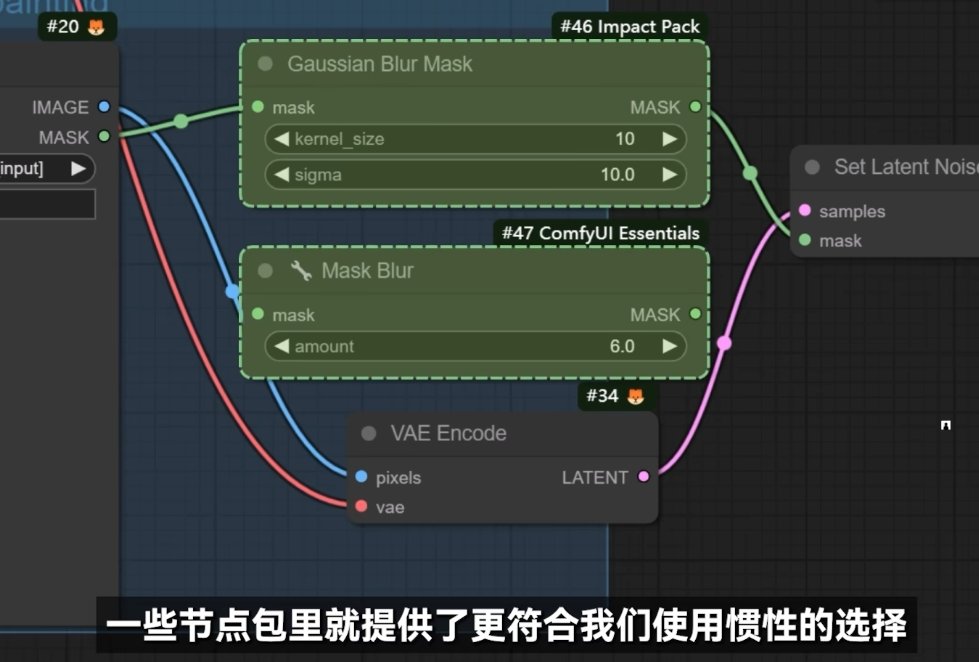 #20
#46 Impact Pack
Gaussian Blur Mask
IMAGE
MASK
input]
mask
MASK
kernel_size
10
sigma
10.0
Set Latent Noise
samples
mask
#47 ComfyUI Essentials
Mask Blur
mask
MASK
amount
6.0
#34
VAE Encode
pixels
LATENT
vae
一些节点包里就提供了更符合我们使用惯性的选择